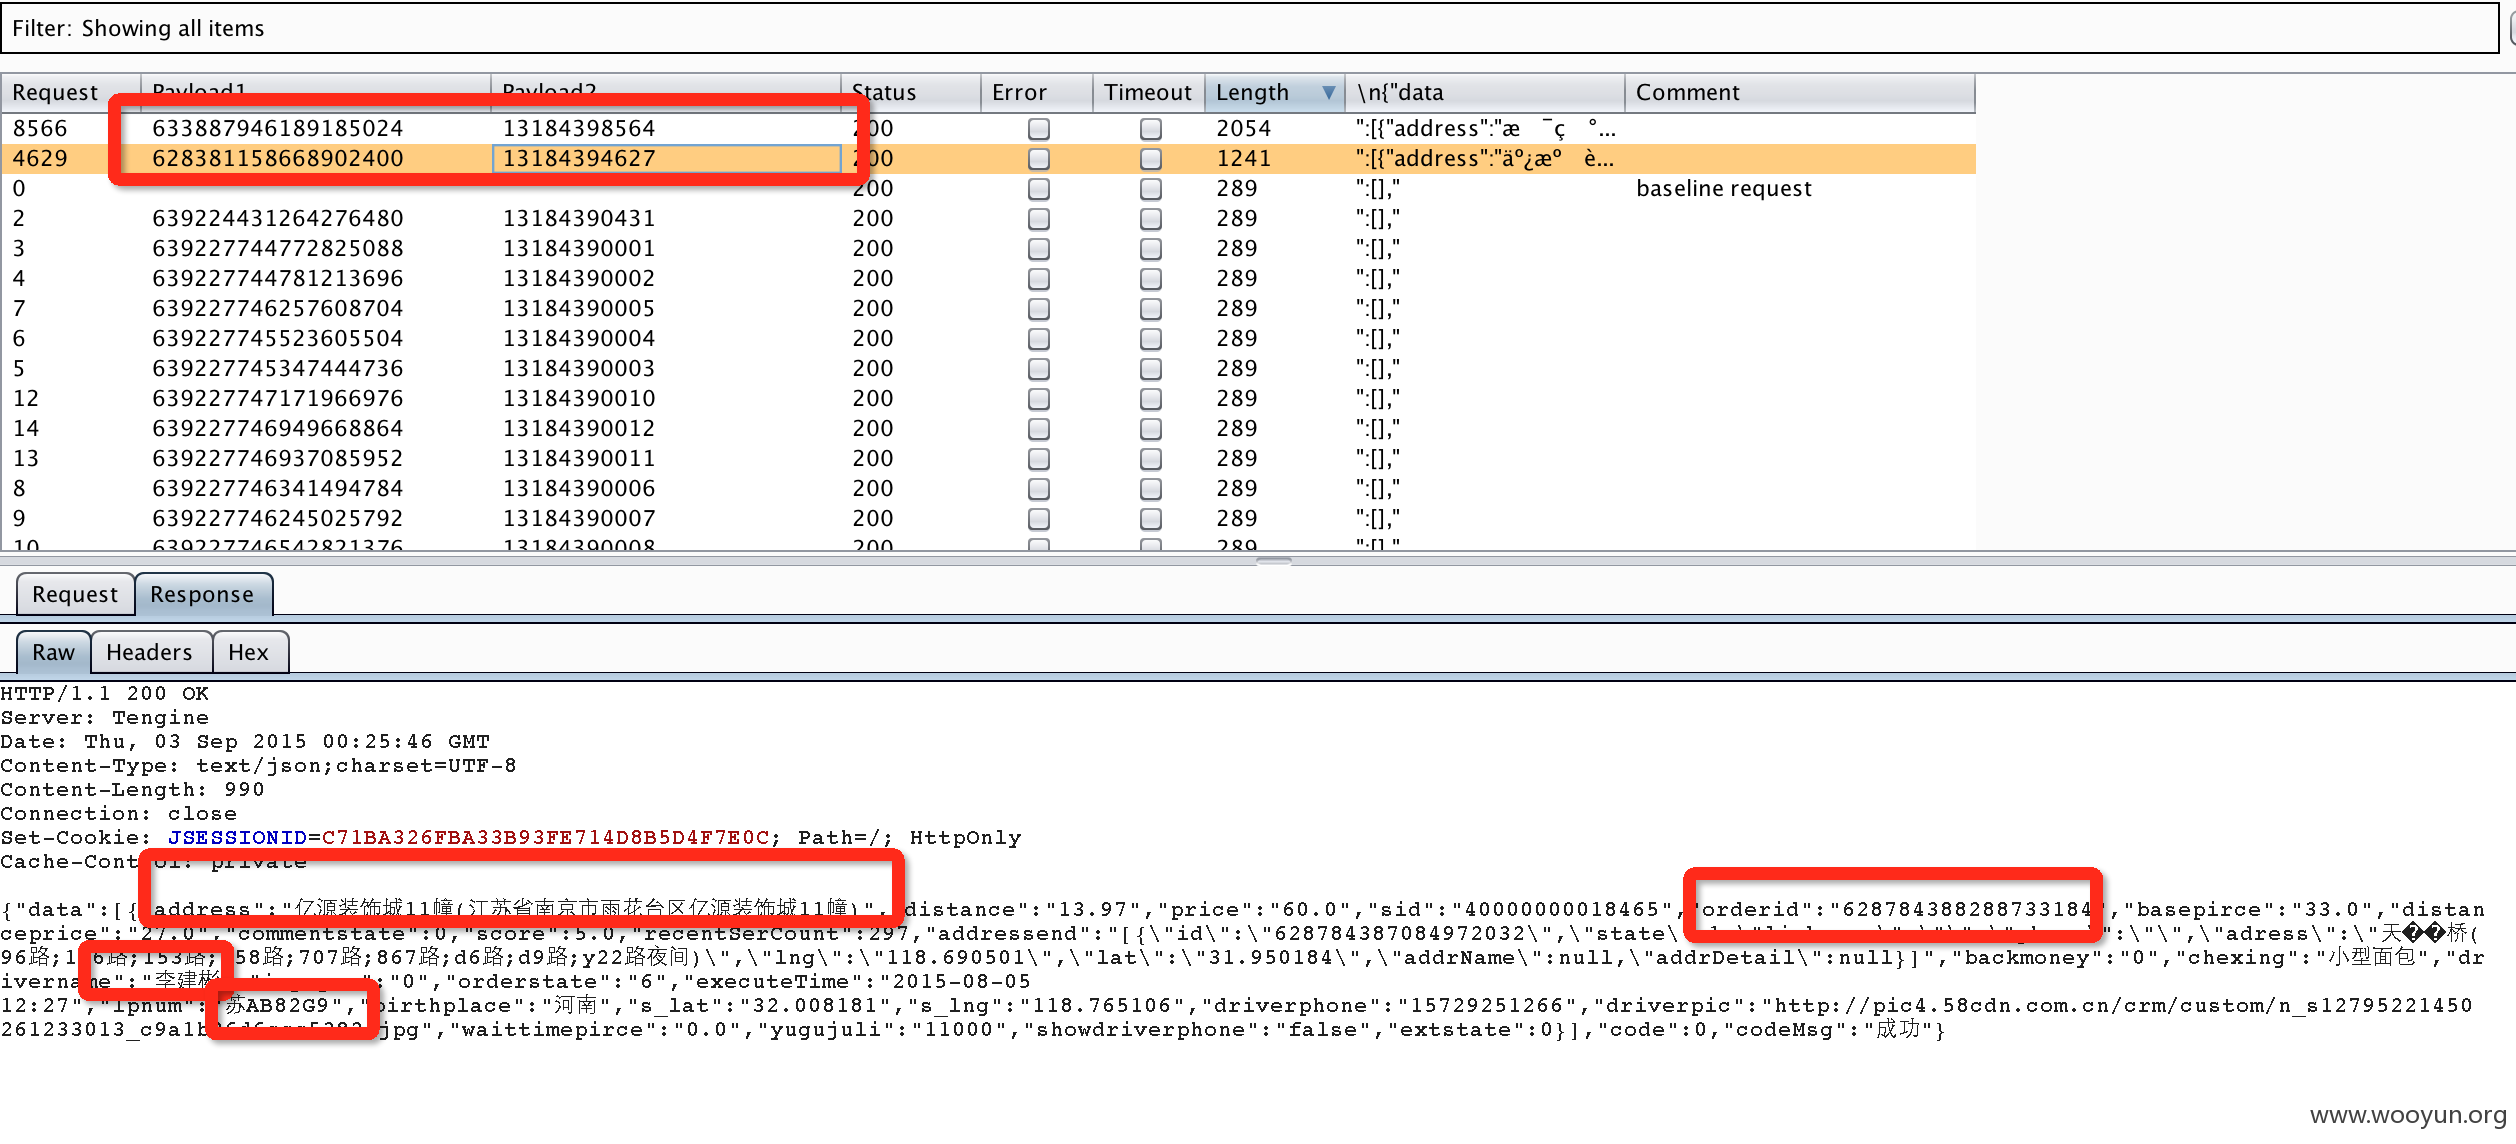 Filter: Showing all items
Request Payload1 Payload2 Status Error Timeout Length \n{"data Comment
8566 633887946189185024 13184398564 200 2054 ":[{"address":"æ ¯ç °...
4629 628381158668902400 13184394627 200 1241 ":[{"address":"äº¿æº è...
0 200 289 ":[]," baseline request
2 639224431264276480 13184390431 200 289 ":[],"
3 639227744772825088 13184390001 200 289 ":[],"
4 639227744781213696 13184390002 200 289 ":[],"
7 639227746257608704 13184390005 200 289 ":[],"
6 639227745523605504 13184390004 200 289 ":[],"
5 639227745347444736 13184390003 200 289 ":[],"
12 639227747171966976 13184390010 200 289 ":[],"
14 639227746949668864 13184390012 200 289 ":[],"
13 639227746937085952 13184390011 200 289 ":[],"
8 639227746341494784 13184390006 200 289 ":[],"
9 639227746245025792 13184390007 200 289 ":[],"
10 639227746542821376 13184390008 200 289 ":[],"
Request Response
Raw Headers Hex
HTTP/1.1 200 OK
Server: Tengine
Date: Thu, 03 Sep 2015 00:25:46 GMT
Content-Type: text/json;charset=UTF-8
Content-Length: 990
Connection: close
Set-Cookie: JSESSIONID=C71BA326FBA33B93FE714D8B5D4F7E0C; Path=/; HttpOnly
Cache-Control: private
{"data":[{"address":"亿源装饰城11幢(江苏省南京市雨花台区亿源装饰城11幢)","distance":"13.97","price":"60.0","sid":"40000000018465","orderid":"628784388288733184","basepirce":"33.0","distan
ceprice":"27.0","commentstate":0,"score":5.0,"recentSerCount":297,"addressend":"[{\"id\":\"628784387084972032\",\"state\ \"\",\"adress\":\"天��桥(
96路;1 6路;153路; 58路;707路;867路;d6路;d9路;y22路夜间)\",\"lng\":\"118.690501\",\"lat\":\"31.950184\",\"addrName\":null,\"addrDetail\":null}]","backmoney":"0","chexing":"小型面包","dr
ivername":"李建彬 "0","orderstate":"6","executeTime":"2015-08-05
12:27","lpnum":"苏AB82G9","birthplace":"河南","s_lat":"32.008181","s_lng":"118.765106","driverphone":"15729251266","driverpic":"http://pic4.58cdn.com.cn/crm/custom/n_s12795221450
261233013_c9a1b jpg","waittimepirce":"0.0","yugujuli":"11000","showdriverphone":"false","extstate":0}],"code":0,"codeMsg":"成功"}
www.wooyun.org